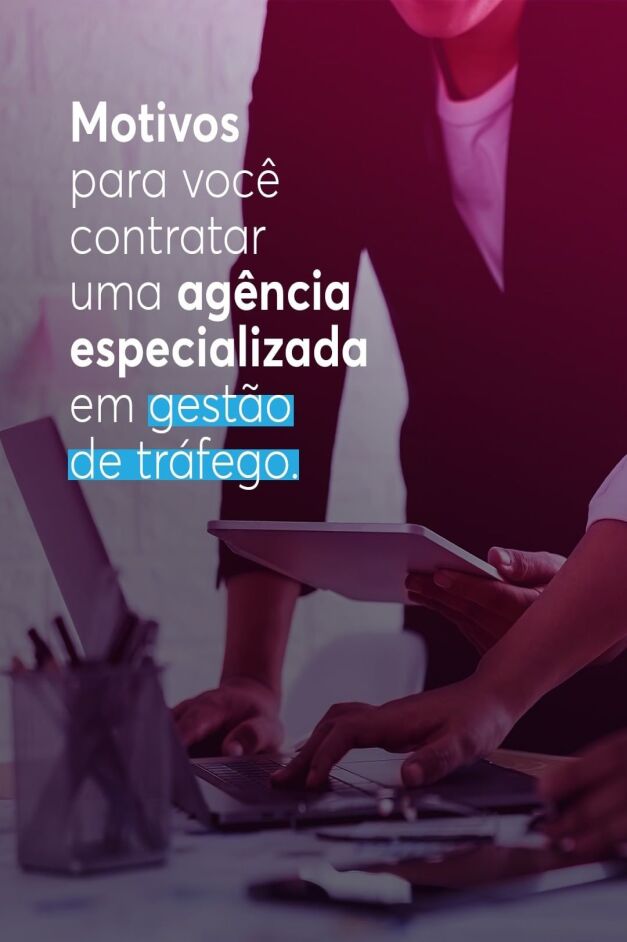 Motivos
para você
contratar
uma agência
especializada
em gestão
de tráfego.